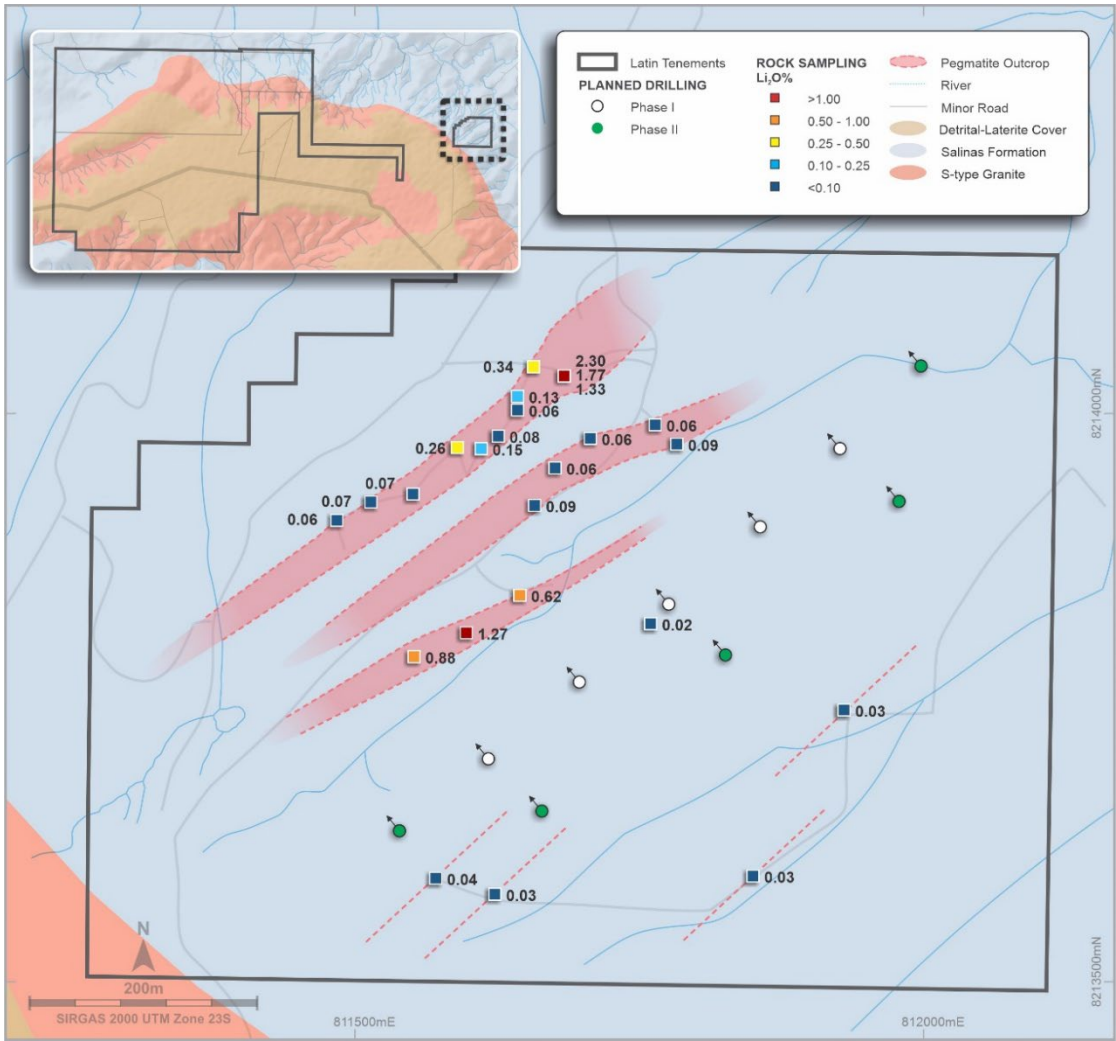 Latin Tenements
PLANNED DRILLING
Phase I
Phase II
ROCK SAMPLING
Li₂O%
>1.00
0.50 - 1.00
0.25 - 0.50
0.10 - 0.25
<0.10
Pegmatite Outcrop
River
Minor Road
Detrital-Laterite Cover
Salinas Formation
S-type Granite
0.34
2.30
1.77
1.33
0.13
0.06
0.08
0.26
0.15
0.07
0.07
0.06
0.06
0.06
0.09
0.06
0.09
0.62
1.27
0.88
0.02
0.03
0.04
0.03
0.03
8214000mN
8213500mN
N
200m
SIRGAS 2000 UTM Zone 23S
811500mE
812000mE